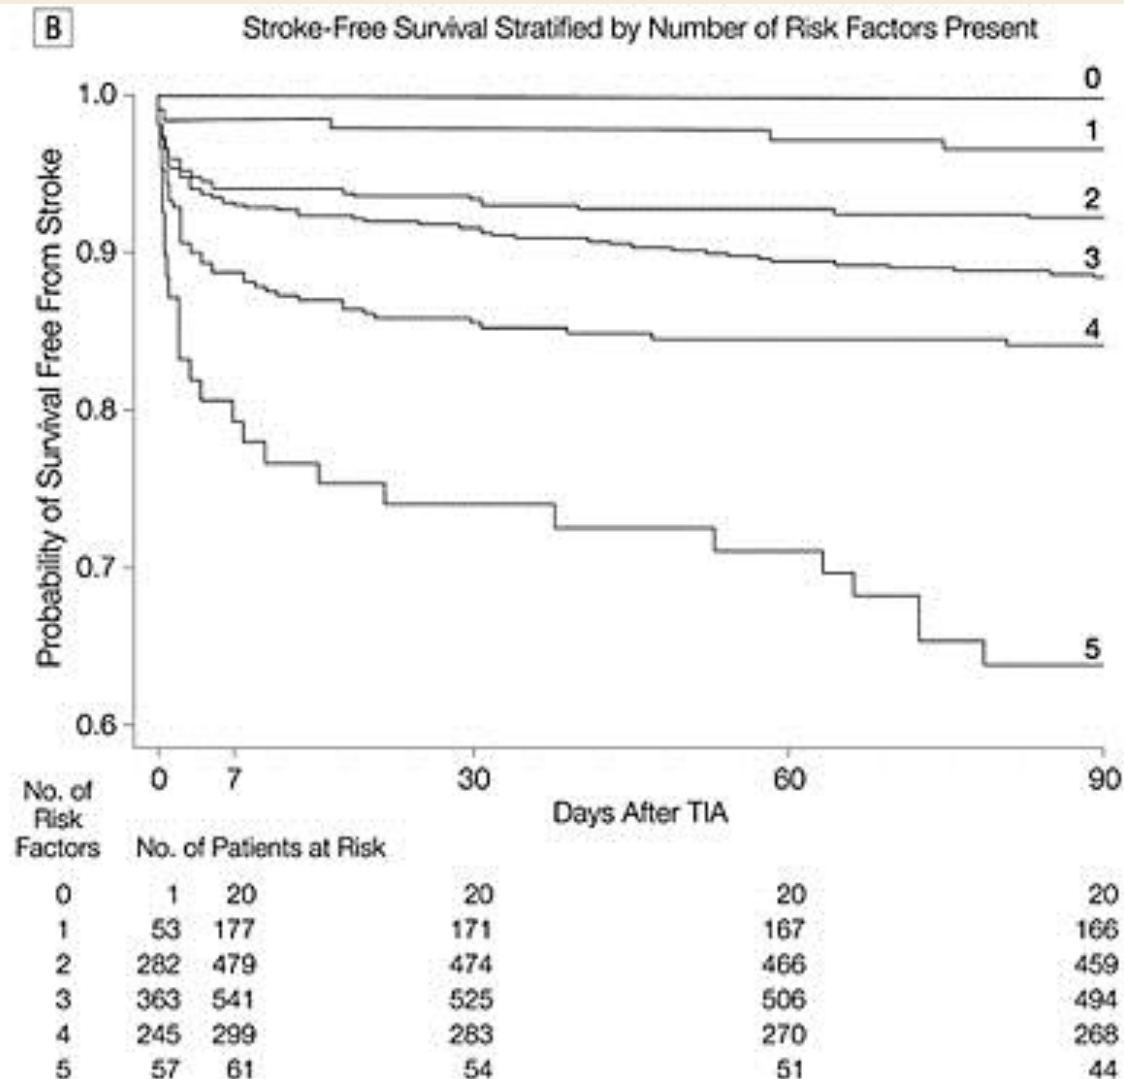 B Stroke-Free Survival Stratified by Number of Risk Factors Present
Probability of Survival Free From Stroke
1.0
0.9
0.8
0.7
0.6
0
1
2
3
4
5
0 7 30 60 90
Days After TIA
No. of
Risk
Factors No. of Patients at Risk
0 1 20 20 20 20
1 53 177 171 167 166
2 282 479 474 466 459
3 363 541 525 506 494
4 245 299 283 270 268
5 57 61 54 51 44